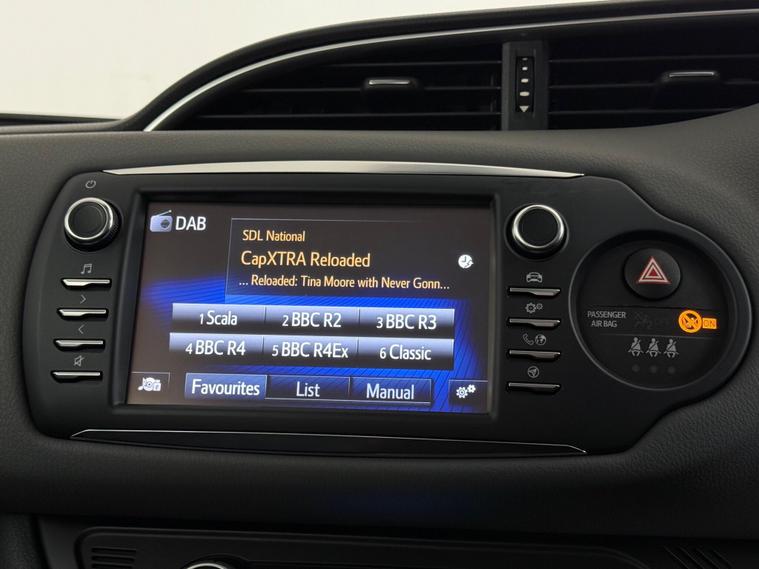 DAB
SDL National
CapXTRA Reloaded
... Reloaded: Tina Moore with Never Gonn...
1 Scala
2 BBC R2
3 BBC R3
4 BBC R4
5 BBC R4Ex
6 Classic
Favourites
List
Manual
PASSENGER
AIR BAG
ON